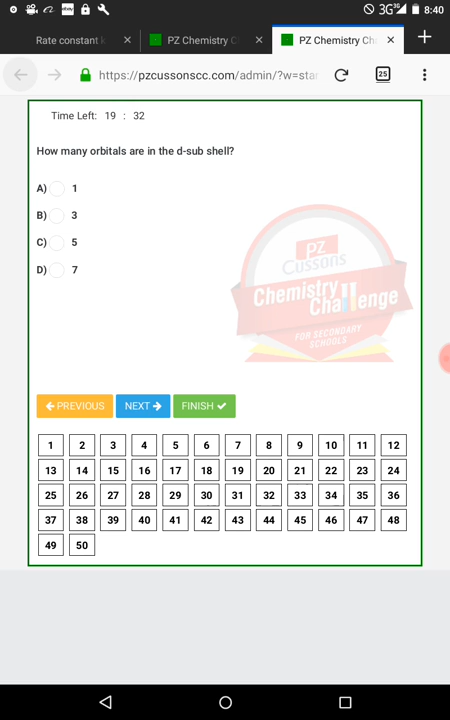 3G 3G 8:40
ebay
Rate constant k
PZ Chemistry O
PZ Chemistry Ch
https://pzcussonscc.com/admin/?w=star
25
Time Left: 19 : 32
How many orbitals are in the d-sub shell?
A) 1
B) 3
C) 5
D) 7
PZ
Cussons
Chemistry
Challenge
FOR SECONDARY
SCHOOLS
PREVIOUS NEXT FINISH
1 2 3 4 5 6 7 8 9 10 11 12
13 14 15 16 17 18 19 20 21 22 23 24
25 26 27 28 29 30 31 32 33 34 35 36
37 38 39 40 41 42 43 44 45 46 47 48
49 50